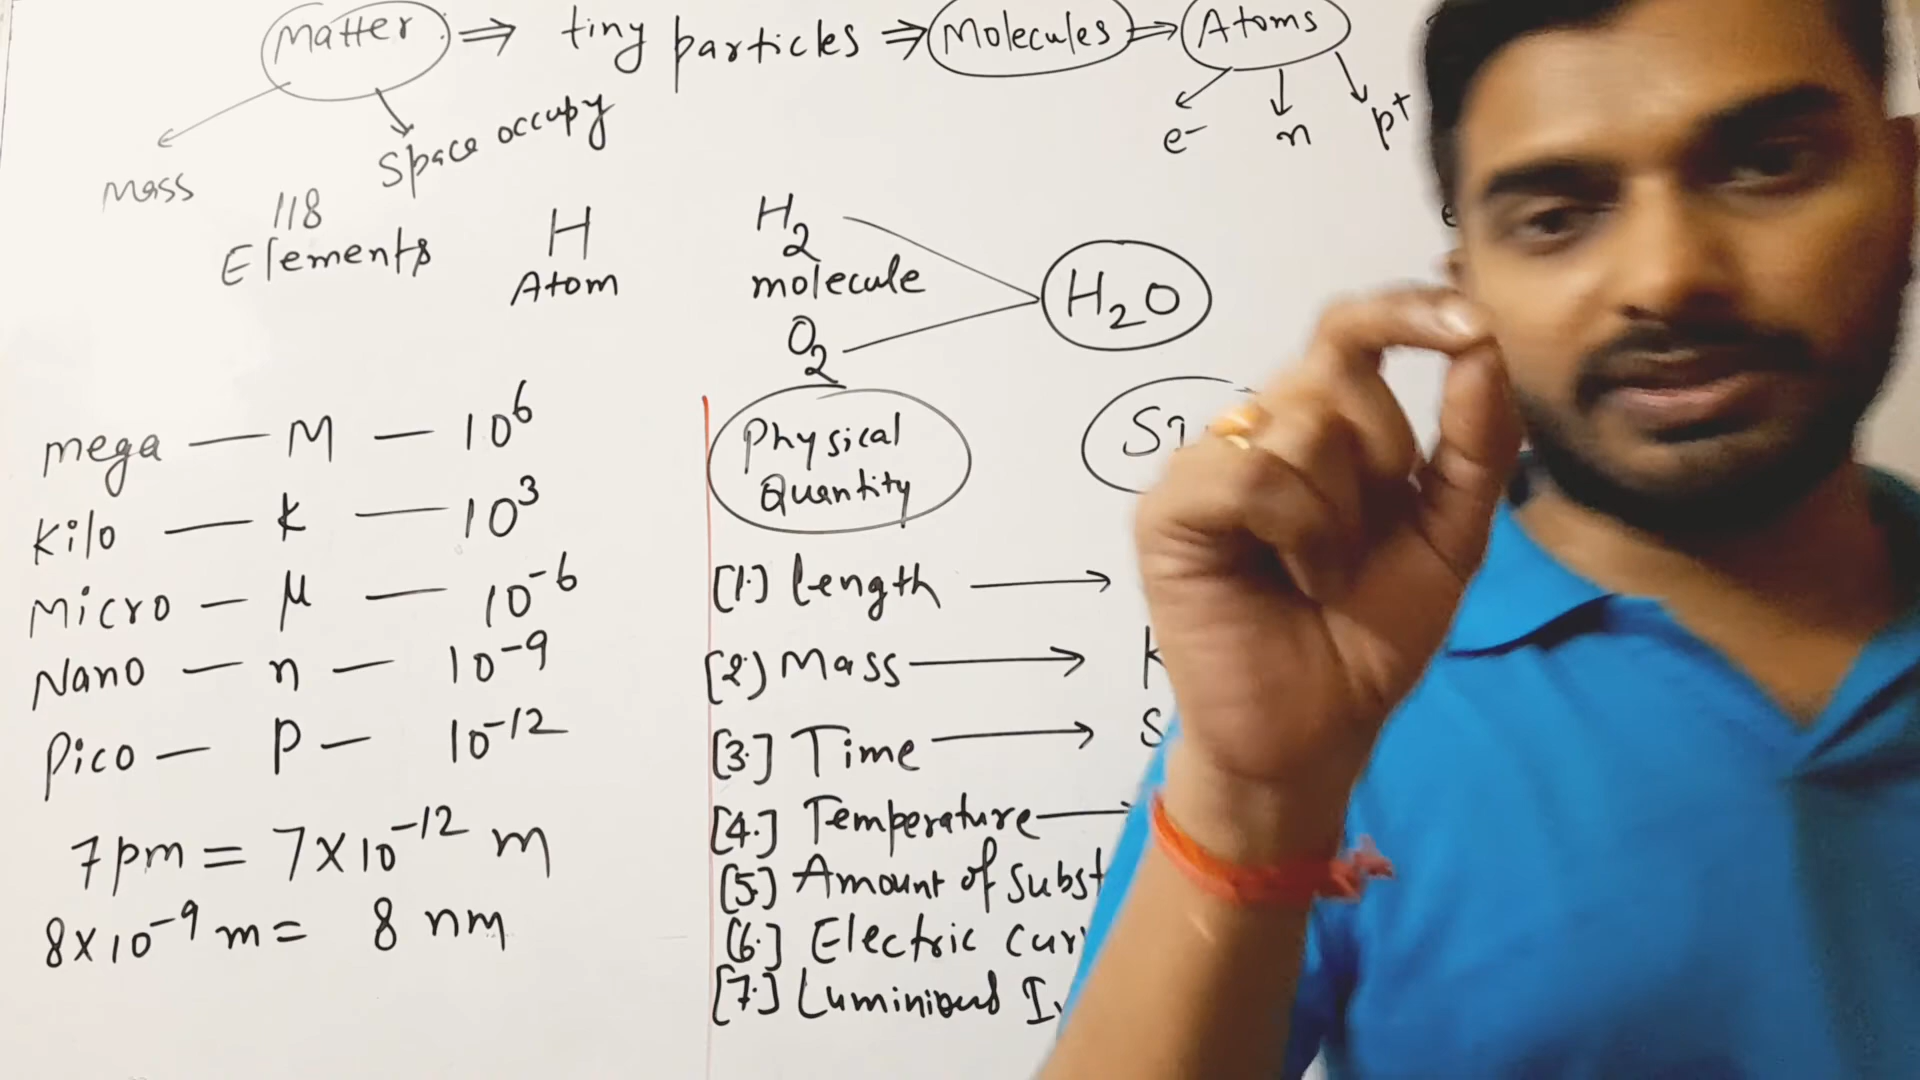 Matter ⇒ tiny particles ⇒ Molecules ⇒ Atoms
e⁻ n p⁺
Mass Space occupy
118
Elements
H
Atom
H₂
molecule
O₂
H₂O
mega — M — 10⁶
Kilo — k — 10³
Micro — μ — 10⁻⁶
Nano — n — 10⁻⁹
Pico — P — 10⁻¹²
7pm = 7×10⁻¹² m
8×10⁻⁹ m = 8 nm
Physical
Quantity
[1.] Length →
[2.] Mass → K
[3.] Time → S
[4.] Temperature
[5.] Amount of Subst
[6.] Electric Cur
[7.] Luminious